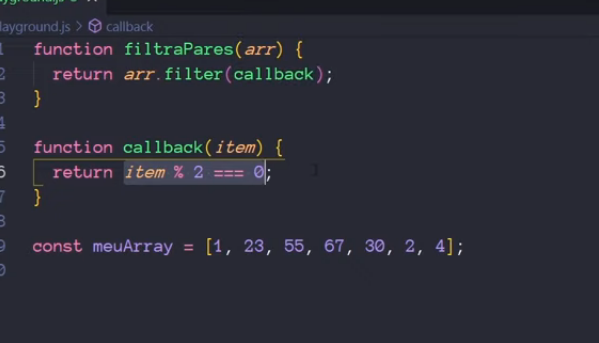 playground.js > callback
1 function filtraPares(arr) {
2 return arr.filter(callback);
3 }
4
5 function callback(item) {
6 return item % 2 === 0;
7 }
8
9 const meuArray = [1, 23, 55, 67, 30, 2, 4];